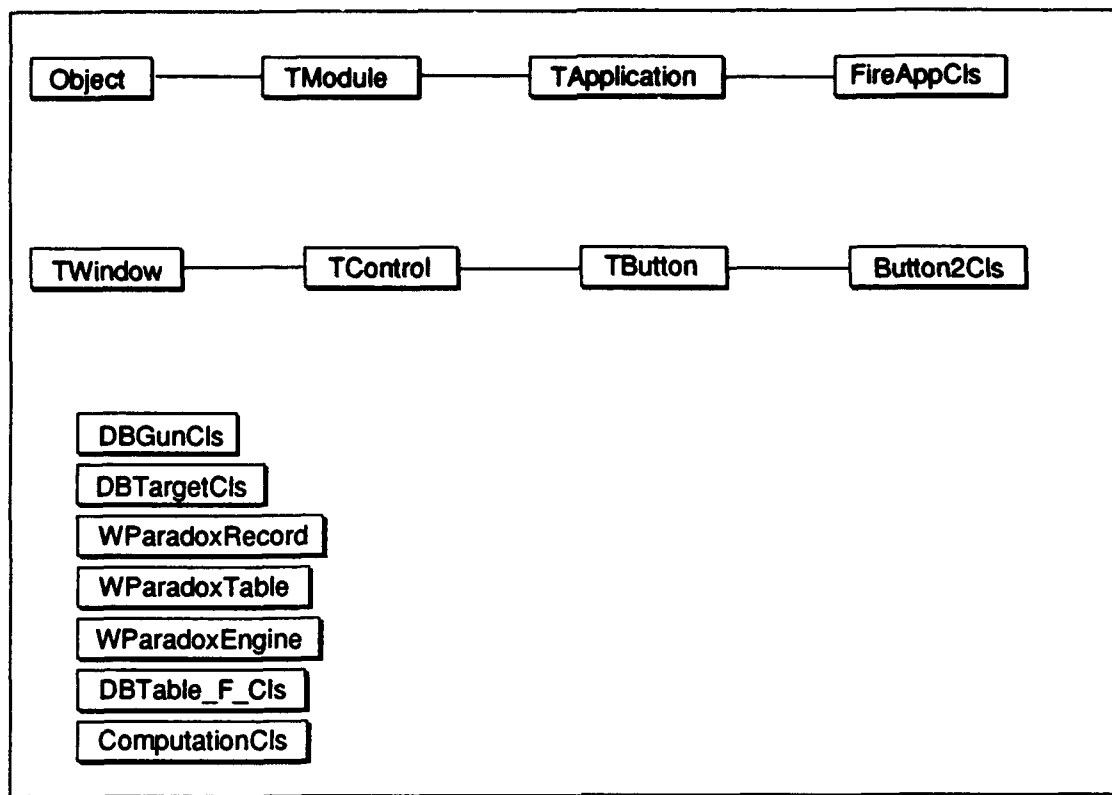 Object TModule TApplication FireAppCls
TWindow TControl TButton Button2Cls
DBGunCls
DBTargetCls
WParadoxRecord
WParadoxTable
WParadoxEngine
DBTable_F_Cls
ComputationCls